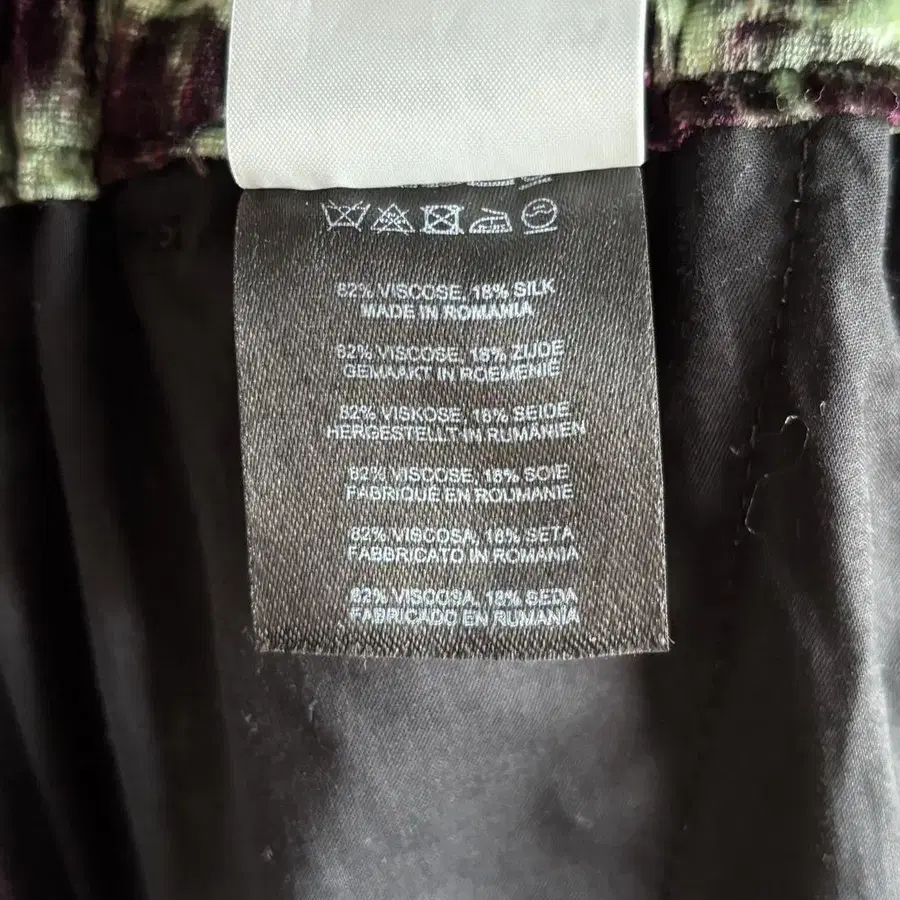 82% VISCOSE, 18% SILK
MADE IN ROMANIA
82% VISCOSE, 18% ZIJDE
GEMAAKT IN ROEMENIE
82% VISKOSE, 18% SEIDE
HERGESTELLT IN RUMÄNIEN
82% VISCOSE, 18% SOIE
FABRIQUÉ EN ROUMANIE
82% VISCOSA, 18% SETA
FABBRICATO IN ROMANIA
82% VISCOSA, 18% SEDA
FABRICADO EN RUMANIA